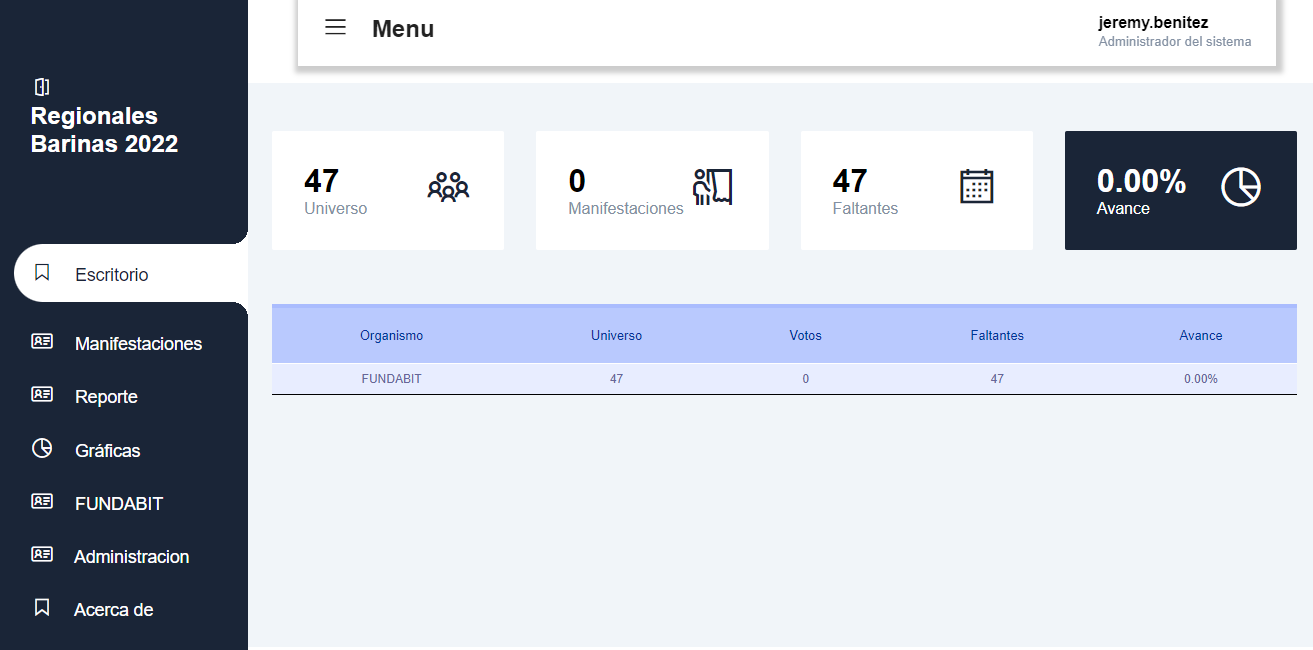 Menu
jeremy.benitez
Administrador del sistema
Regionales
Barinas 2022
Escritorio
Manifestaciones
Reporte
Gráficas
FUNDABIT
Administracion
Acerca de
47
Universo
0
Manifestaciones
47
Faltantes
0.00%
Avance
Organismo Universo Votos Faltantes Avance
FUNDABIT 47 0 47 0.00%